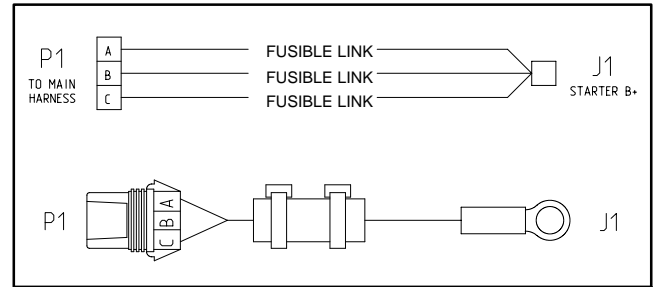 P1
TO MAIN
HARNESS
A FUSIBLE LINK
B FUSIBLE LINK
C FUSIBLE LINK
J1
STARTER B+
P1
A
B
C
J1